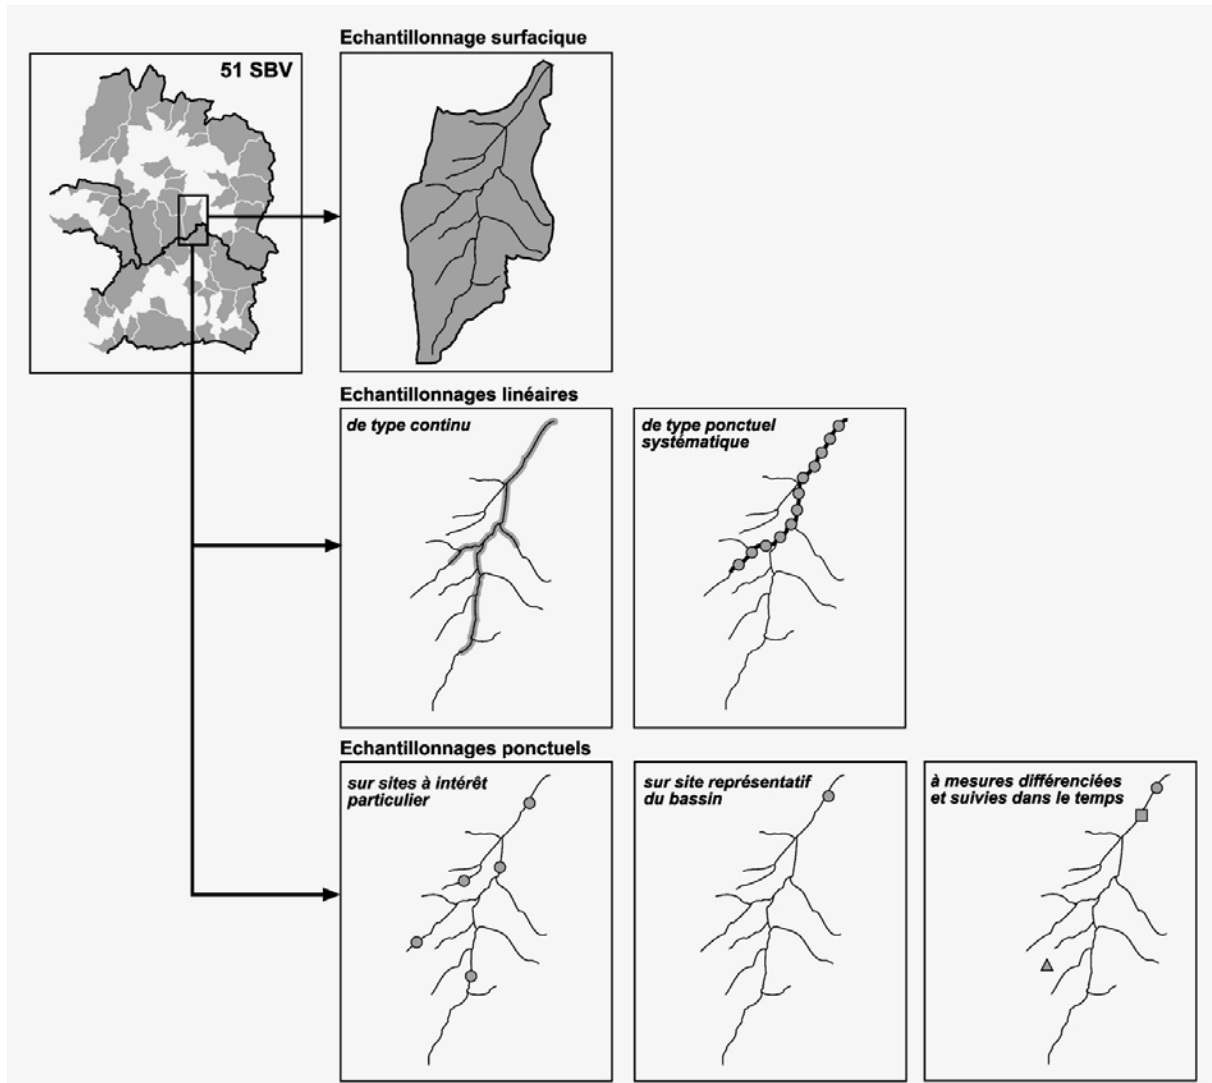 Echantillonnage surfacique
51 SBV
Echantillonnages linéaires
de type continu
de type ponctuel
systématique
Echantillonnages ponctuels
sur sites à intérêt
particulier
sur site représentatif
du bassin
à mesures différenciées
et suivies dans le temps